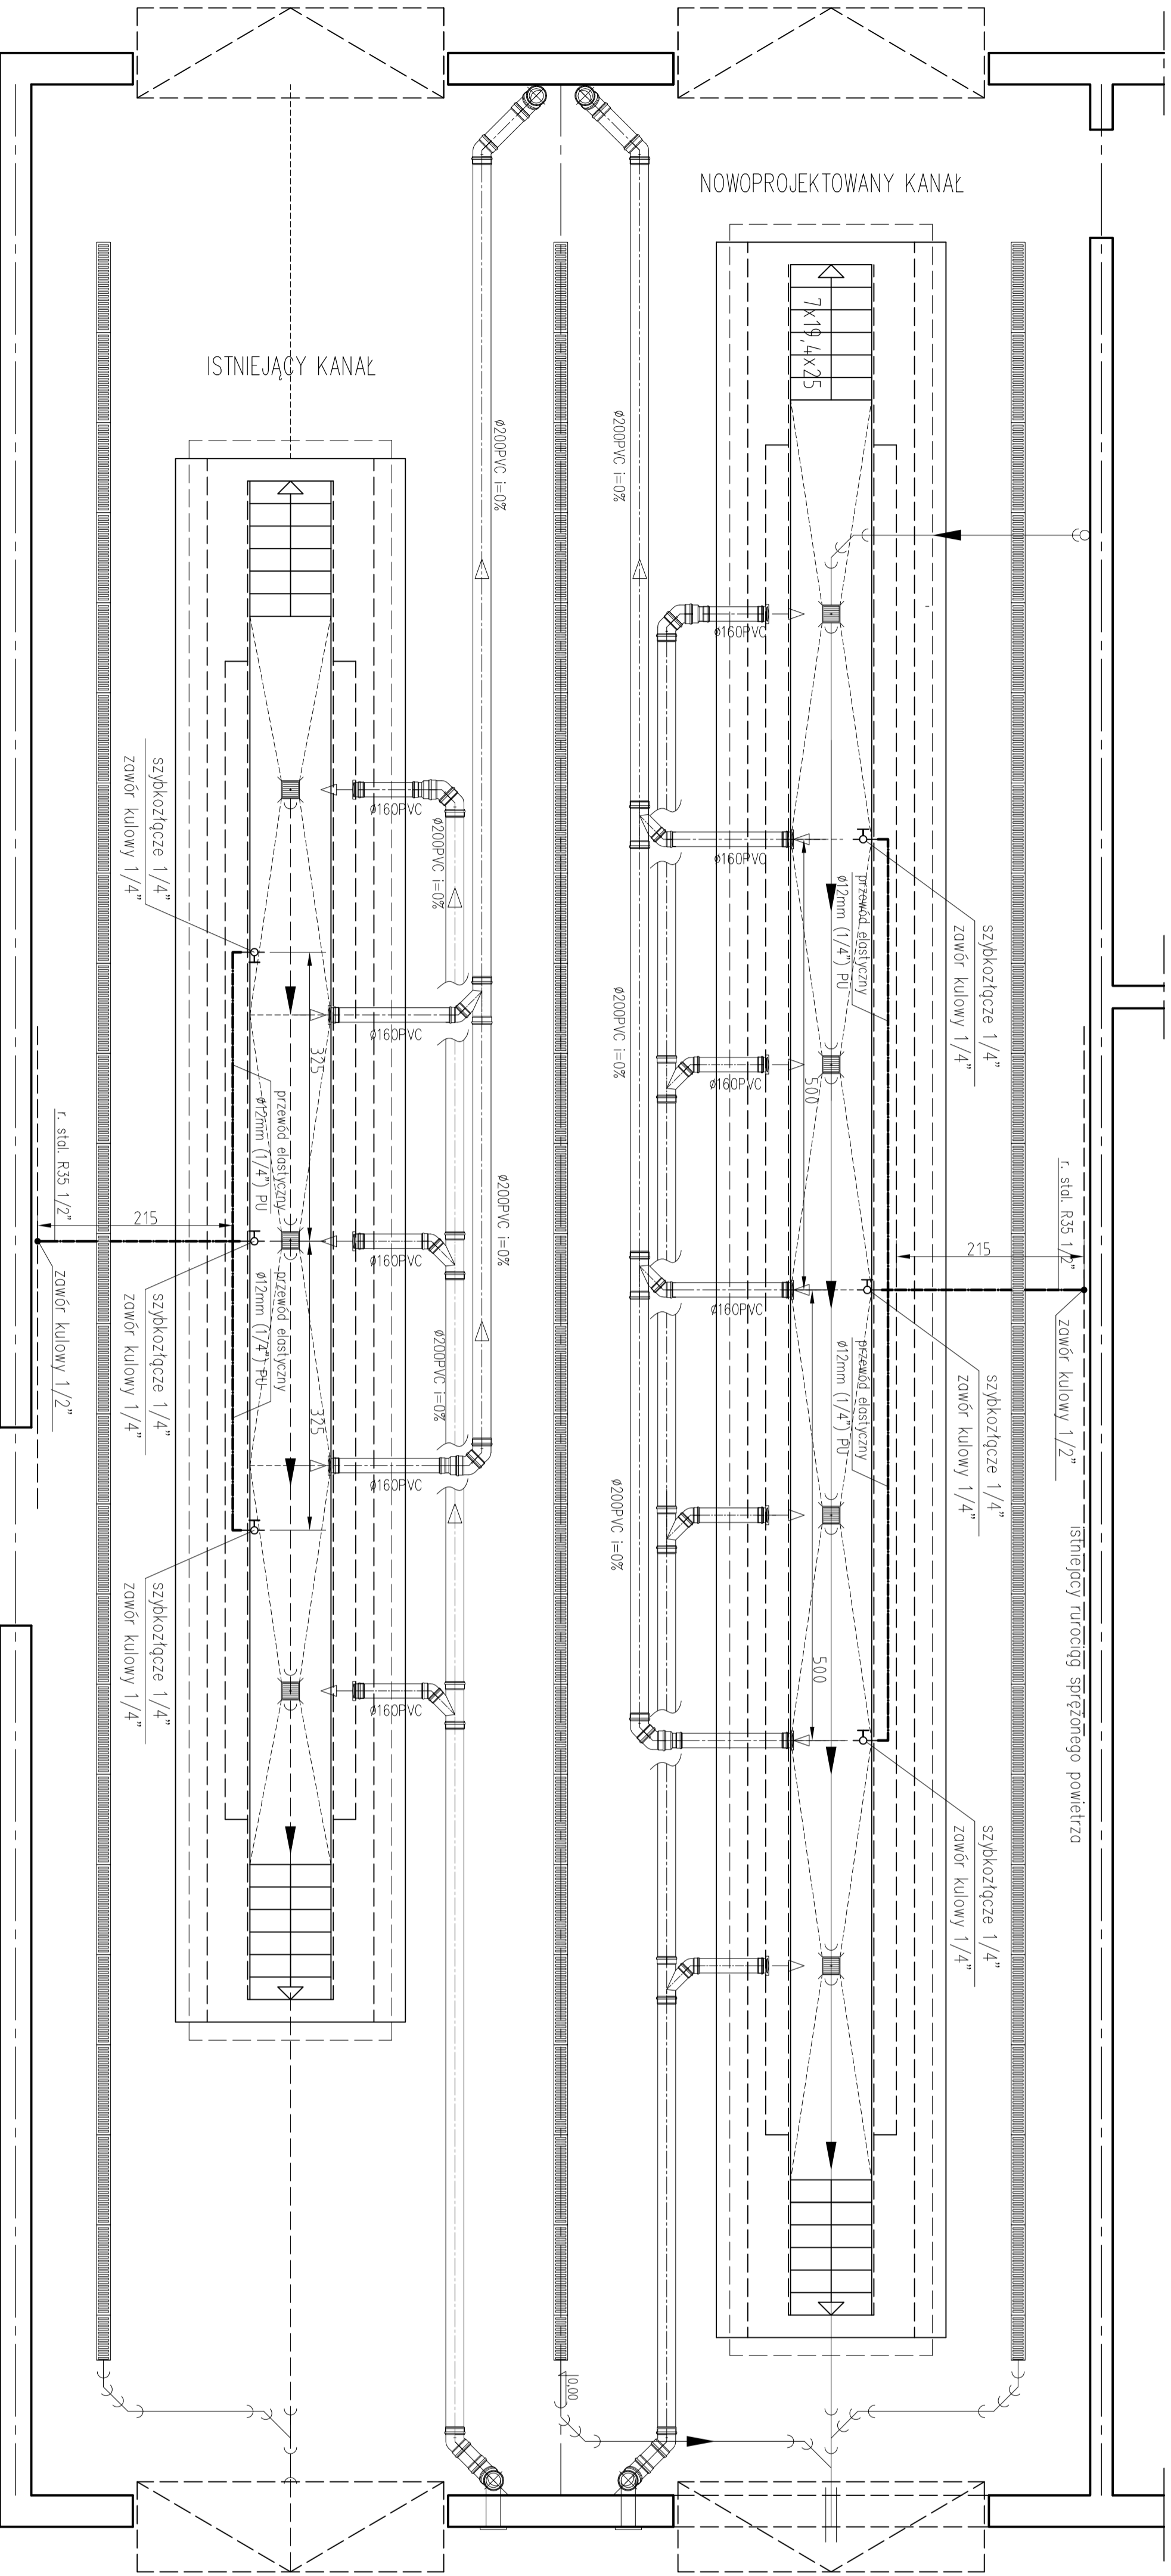 NOWOPROJEKTOWANY KANAŁ
7x19,4x25
ISTNIEJĄCY KANAŁ
Ø200PVC i=0%
Ø200PVC i=0%
Ø160PVC
Ø160PVC
Ø200PVC i=0%
szybkozłącze 1/4"
zawór kulowy 1/4"
Ø160PVC
przewód elastyczny
Ø12mm (1/4") PU
szybkozłącze 1/4"
zawór kulowy 1/4"
Ø200PVC i=0%
Ø160PVC
325
Ø160PVC
500
przewód elastyczny
Ø12mm (1/4") PU
r. stal. R35 1/2"
215
Ø200PVC i=0%
Ø160PVC
r. stal. R35 1/2"
215
zawór kulowy 1/2"
szybkozłącze 1/4"
zawór kulowy 1/4"
przewód elastyczny
Ø12mm (1/4") PU
325
Ø200PVC i=0%
Ø160PVC
Ø160PVC
przewód elastyczny
Ø12mm (1/4") PU
szybkozłącze 1/4"
zawór kulowy 1/4"
zawór kulowy 1/2"
Ø200PVC i=0%
istniejący rurociąg sprężonego powietrza
szybkozłącze 1/4"
zawór kulowy 1/4"
Ø160PVC
500
szybkozłącze 1/4"
zawór kulowy 1/4"
0,00